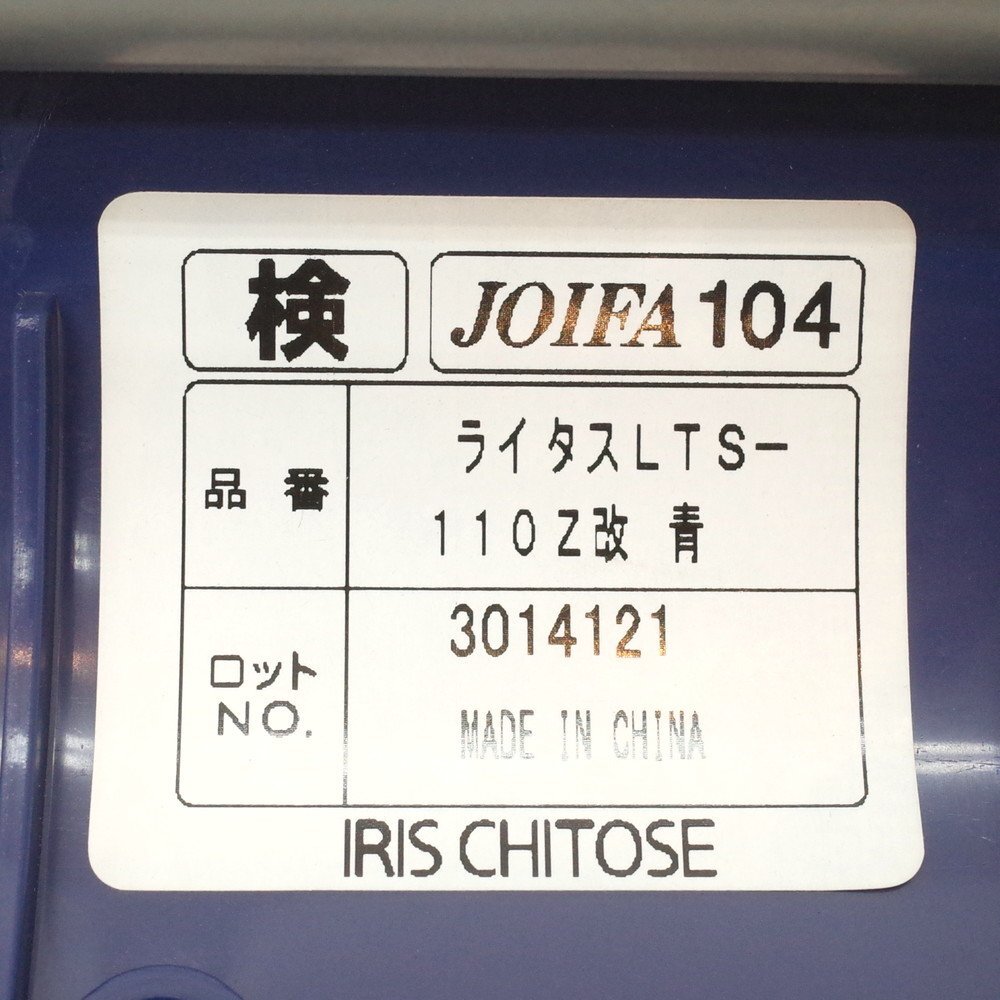 検 JOIFA 104
品番 ライタスLTS-
110Z改 青
ロット
NO. 3014121
MADE IN CHINA
IRIS CHITOSE